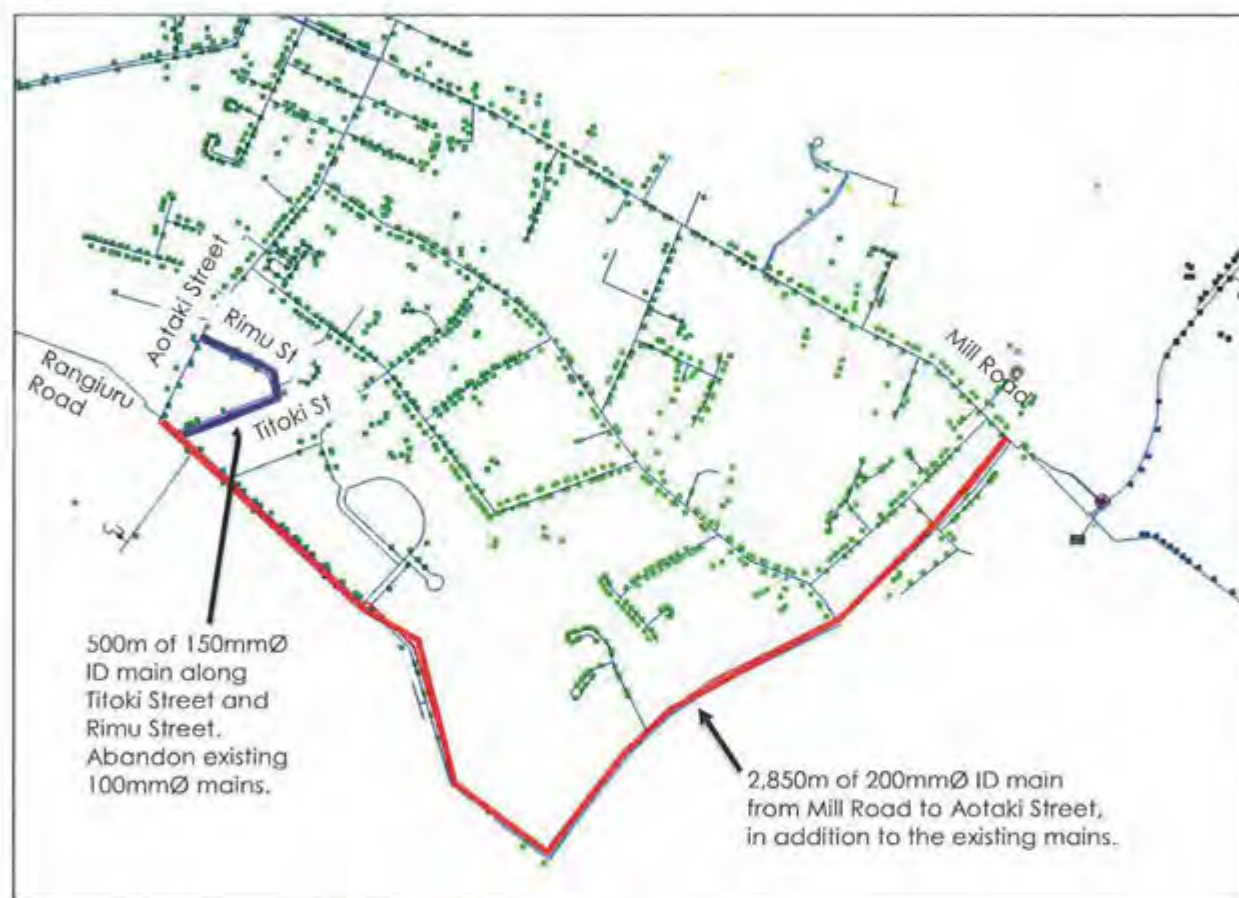 Aotaki Street
Rimu St
Rangiuru
Road
Titoki St
Mill Road
500m of 150mmØ
ID main along
Titoki Street and
Rimu Street.
Abandon existing
100mmØ mains.
2,850m of 200mmØ ID main
from Mill Road to Aotaki Street,
in addition to the existing mains.